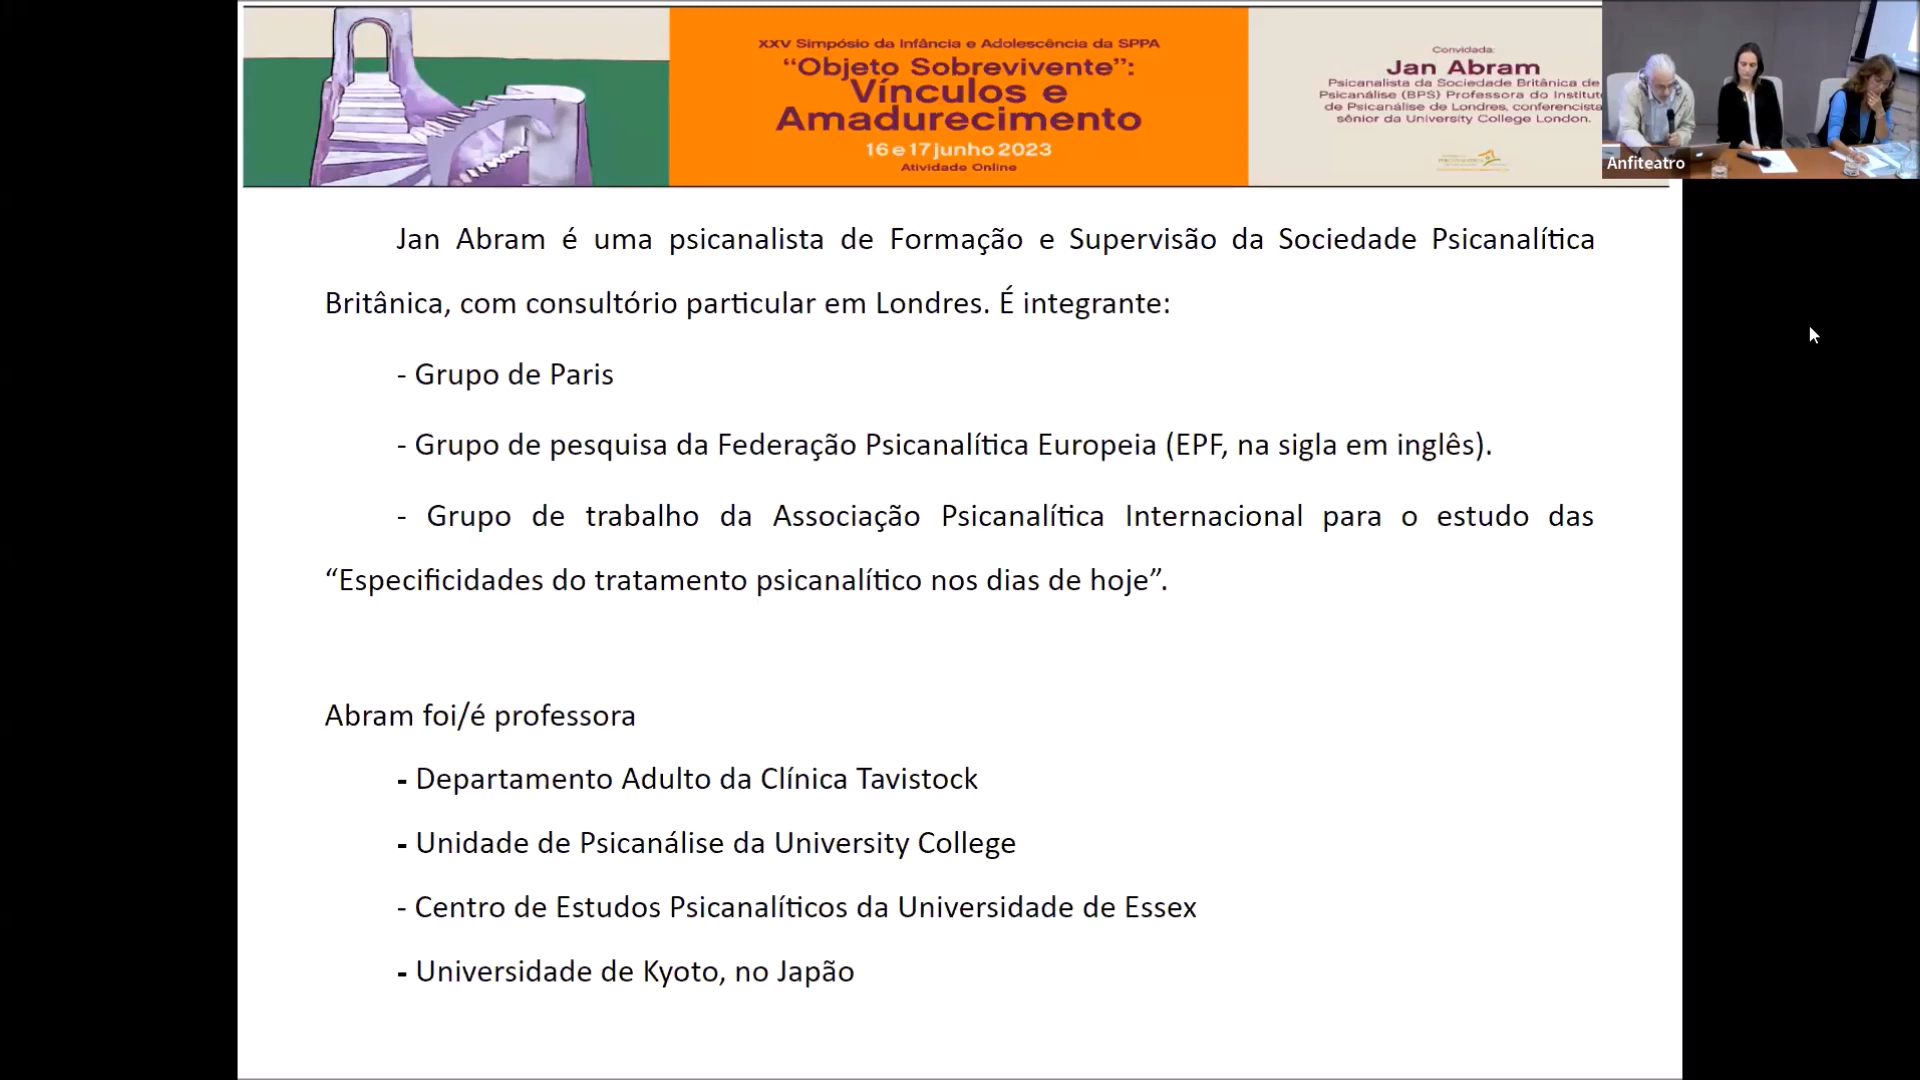 XXV Simpósio da Infância e Adolescência da SPPA
“Objeto Sobrevivente”:
Vínculos e
Amadurecimento
16 e 17 junho 2023
Atividade Online
Convidada:
Jan Abram
Psicanalista da Sociedade Britânica de
Psicanálise (BPS) Professora do Institut
de Psicanálise de Londres, conferencista
sênior da University College London.
Anfiteatro
Jan Abram é uma psicanalista de Formação e Supervisão da Sociedade Psicanalítica
Britânica, com consultório particular em Londres. É integrante:
- Grupo de Paris
- Grupo de pesquisa da Federação Psicanalítica Europeia (EPF, na sigla em inglês).
- Grupo de trabalho da Associação Psicanalítica Internacional para o estudo das
“Especificidades do tratamento psicanalítico nos dias de hoje”.
Abram foi/é professora
- Departamento Adulto da Clínica Tavistock
- Unidade de Psicanálise da University College
- Centro de Estudos Psicanalíticos da Universidade de Essex
- Universidade de Kyoto, no Japão